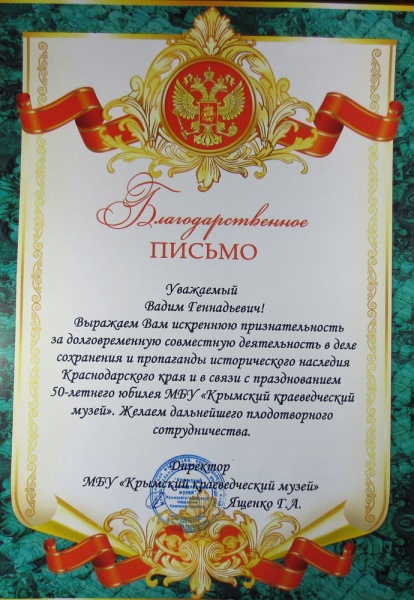 Благодарственное
ПИСЬМО
Уважаемый
Вадим Геннадьевич!
Выражаем Вам искреннюю признательность
за долговременную совместную деятельность в деле
сохранения и пропаганды исторического наследия
Краснодарского края и в связи с празднованием
50-летнего юбилея МБУ «Крымский краеведческий
музей». Желаем дальнейшего плодотворного
сотрудничества.
Директор
МБУ «Крымский краеведческий музей»
Ященко Г.А.